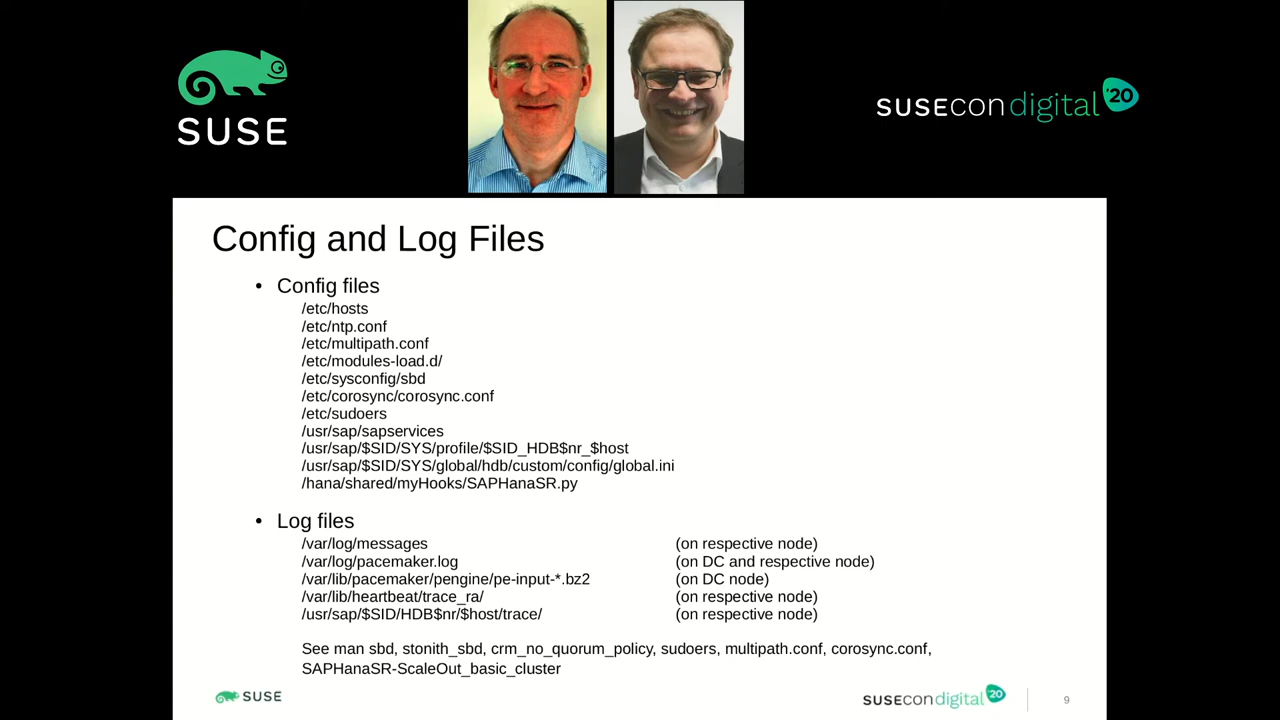 SUSE
SUSEcon digital '20
Config and Log Files
• Config files
/etc/hosts
/etc/ntp.conf
/etc/multipath.conf
/etc/modules-load.d/
/etc/sysconfig/sbd
/etc/corosync/corosync.conf
/etc/sudoers
/usr/sap/sapservices
/usr/sap/$SID/SYS/profile/$SID_HDB$nr_$host
/usr/sap/$SID/SYS/global/hdb/custom/config/global.ini
/hana/shared/myHooks/SAPHanaSR.py
• Log files
/var/log/messages (on respective node)
/var/log/pacemaker.log (on DC and respective node)
/var/lib/pacemaker/pengine/pe-input-*.bz2 (on DC node)
/var/lib/heartbeat/trace_ra/ (on respective node)
/usr/sap/$SID/HDB$nr/$host/trace/ (on respective node)
See man sbd, stonith_sbd, crm_no_quorum_policy, sudoers, multipath.conf, corosync.conf,
SAPHanaSR-ScaleOut_basic_cluster
SUSE
SUSEcon digital '20
9